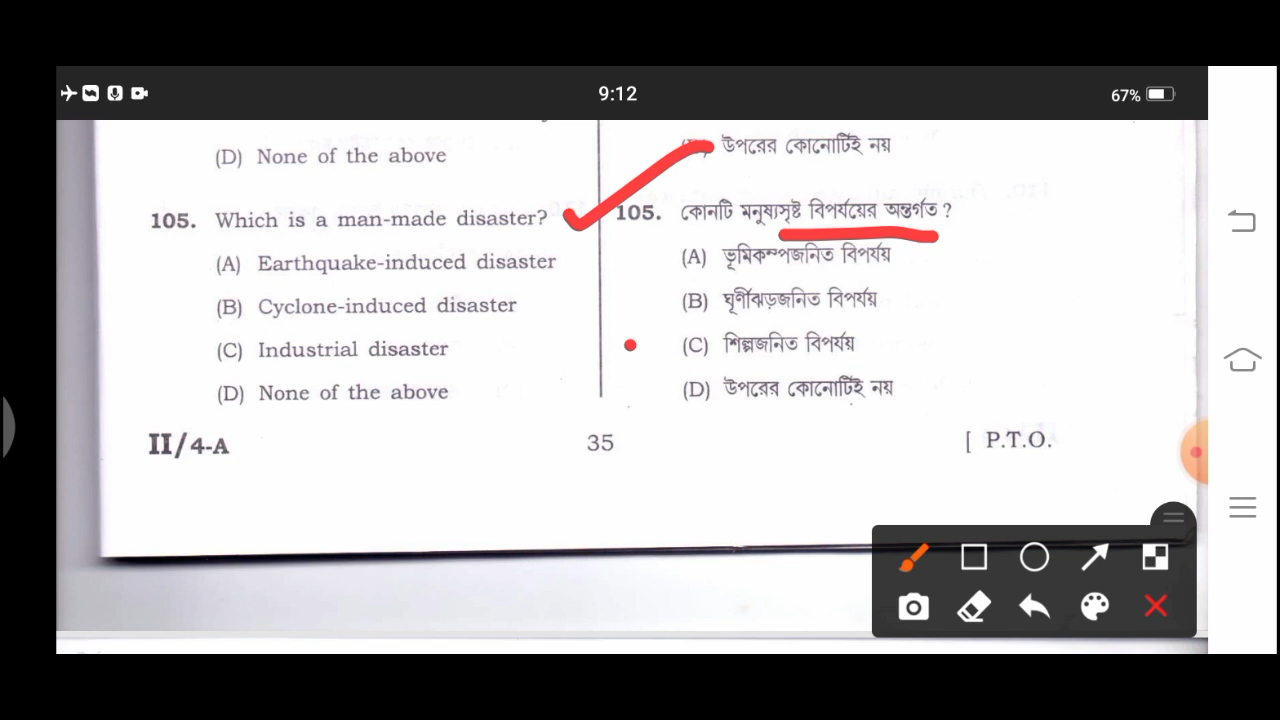 9:12
67%
(D) None of the above
105. Which is a man-made disaster?
(A) Earthquake-induced disaster
(B) Cyclone-induced disaster
(C) Industrial disaster
(D) None of the above
উপরের কোনোটিই নয়
105. কোনটি মনুষ্যসৃষ্ট বিপর্যয়ের অন্তর্গত ?
(A) ভূমিকম্পজনিত বিপর্যয়
(B) ঘূর্ণীঝড়জনিত বিপর্যয়
(C) শিল্পজনিত বিপর্যয়
(D) উপরের কোনোটিই নয়
II/4-A
35
[ P.T.O.